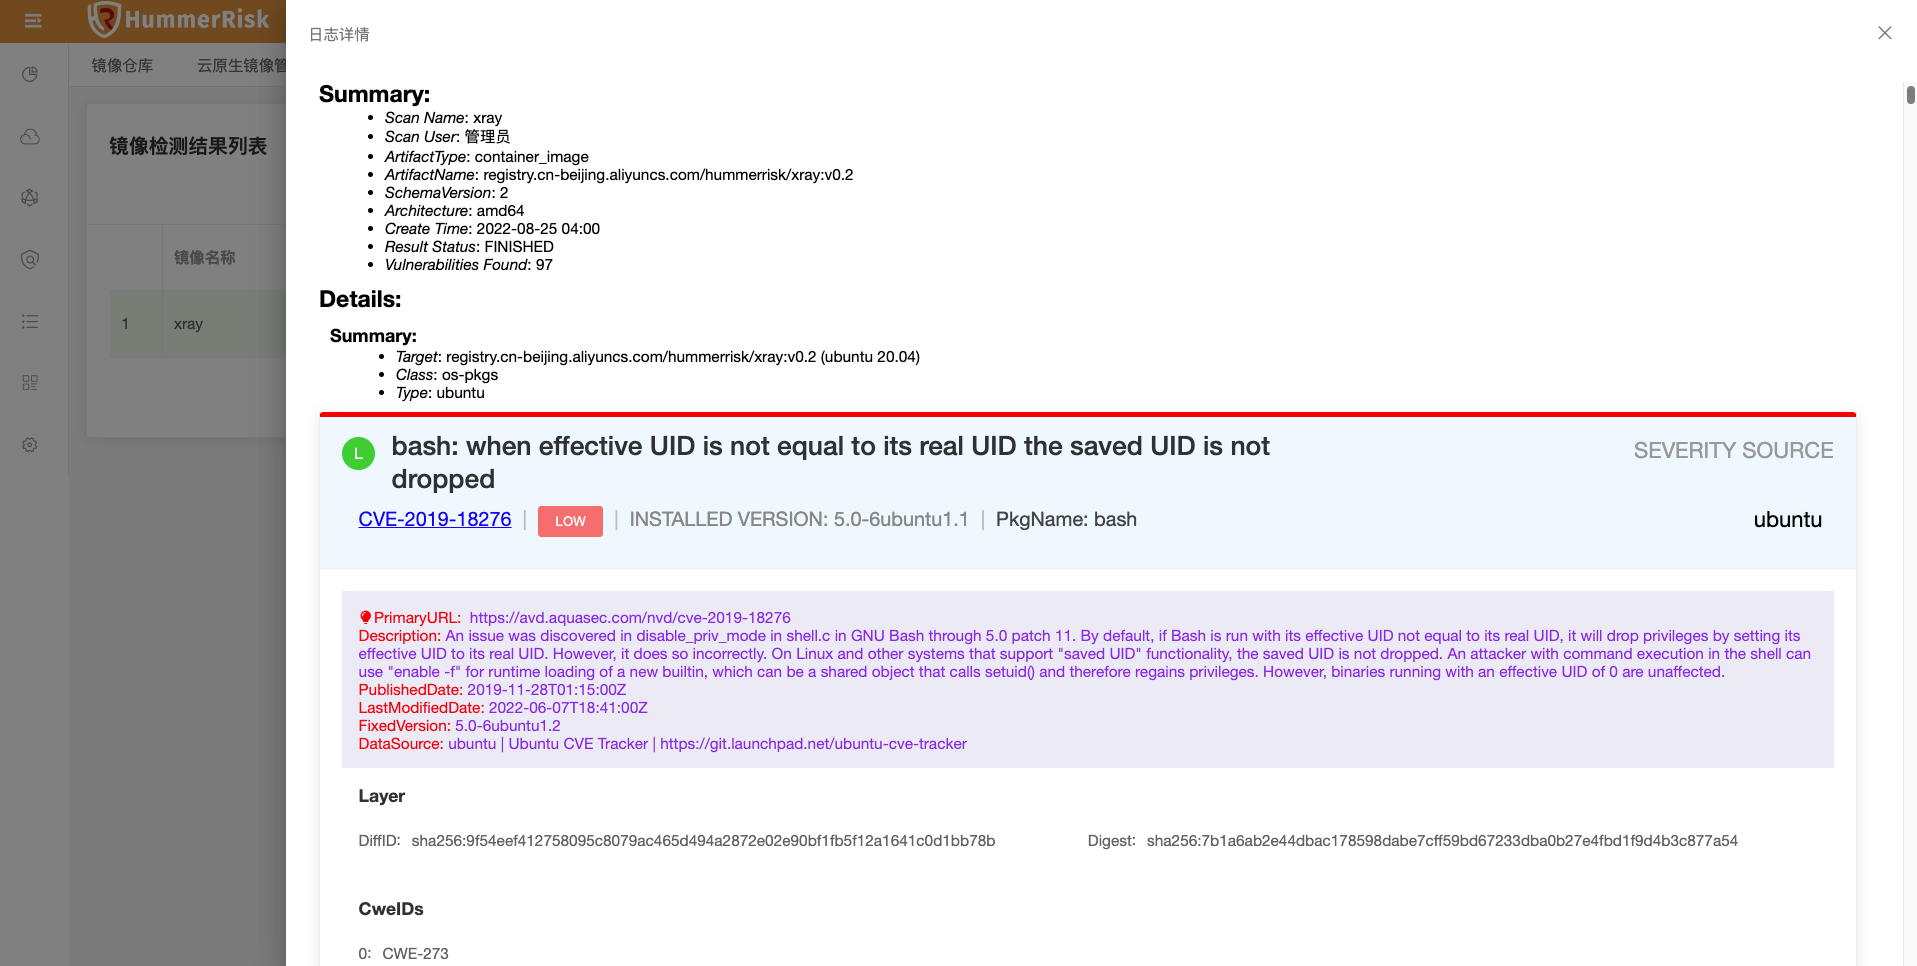 HummerRisk
镜像仓库 云原生镜像管
镜像检测结果列表
镜像名称
1 xray
日志详情
Summary:
• Scan Name: xray
• Scan User: 管理员
• ArtifactType: container_image
• ArtifactName: registry.cn-beijing.aliyuncs.com/hummerrisk/xray:v0.2
• SchemaVersion: 2
• Architecture: amd64
• Create Time: 2022-08-25 04:00
• Result Status: FINISHED
• Vulnerabilities Found: 97
Details:
Summary:
• Target: registry.cn-beijing.aliyuncs.com/hummerrisk/xray:v0.2 (ubuntu 20.04)
• Class: os-pkgs
• Type: ubuntu
L bash: when effective UID is not equal to its real UID the saved UID is not
dropped
SEVERITY SOURCE
CVE-2019-18276 | LOW | INSTALLED VERSION: 5.0-6ubuntu1.1 | PkgName: bash
ubuntu
PrimaryURL: https://avd.aquasec.com/nvd/cve-2019-18276
Description: An issue was discovered in disable_priv_mode in shell.c in GNU Bash through 5.0 patch 11. By default, if Bash is run with its effective UID not equal to its real UID, it will drop privileges by setting its
effective UID to its real UID. However, it does so incorrectly. On Linux and other systems that support "saved UID" functionality, the saved UID is not dropped. An attacker with command execution in the shell can
use "enable -f" for runtime loading of a new builtin, which can be a shared object that calls setuid() and therefore regains privileges. However, binaries running with an effective UID of 0 are unaffected.
PublishedDate: 2019-11-28T01:15:00Z
LastModifiedDate: 2022-06-07T18:41:00Z
FixedVersion: 5.0-6ubuntu1.2
DataSource: ubuntu | Ubuntu CVE Tracker | https://git.launchpad.net/ubuntu-cve-tracker
Layer
DiffID: sha256:9f54eef412758095c8079ac465d494a2872e02e90bf1fb5f12a1641c0d1bb78b Digest: sha256:7b1a6ab2e44dbac178598dabe7cff59bd67233dba0b27e4fbd1f9d4b3c877a54
CweIDs
0: CWE-273